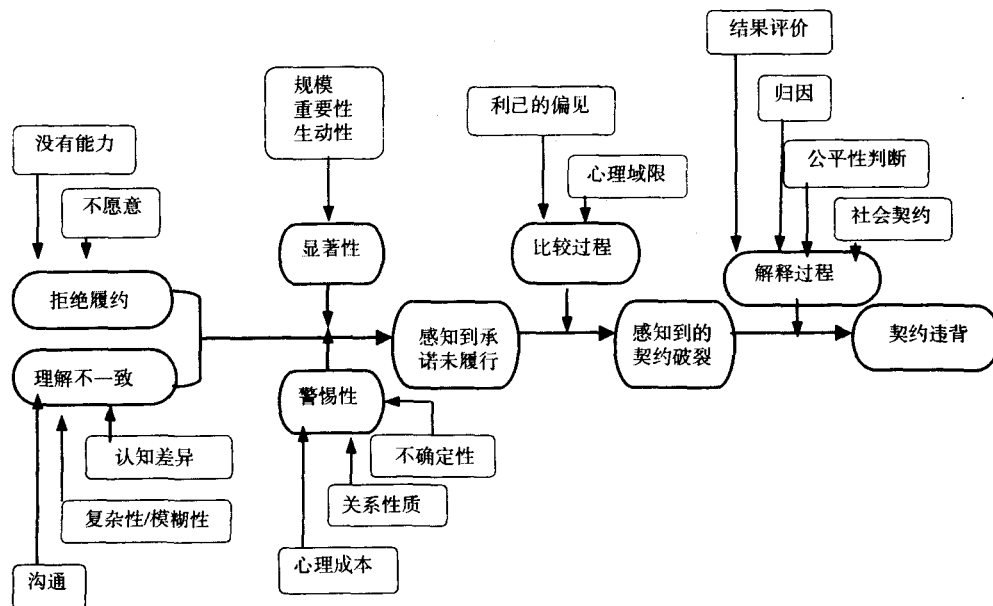 结果评价
规模
重要性
生动性
利己的偏见
归因
没有能力
心理域限
公平性判断
不愿意
社会契约
显著性
比较过程
解释过程
拒绝履约
感知到承
诺未履行
感知到的
契约破裂
契约违背
理解不一致
警惕性
认知差异
不确定性
关系性质
复杂性/模糊性
心理成本
沟通